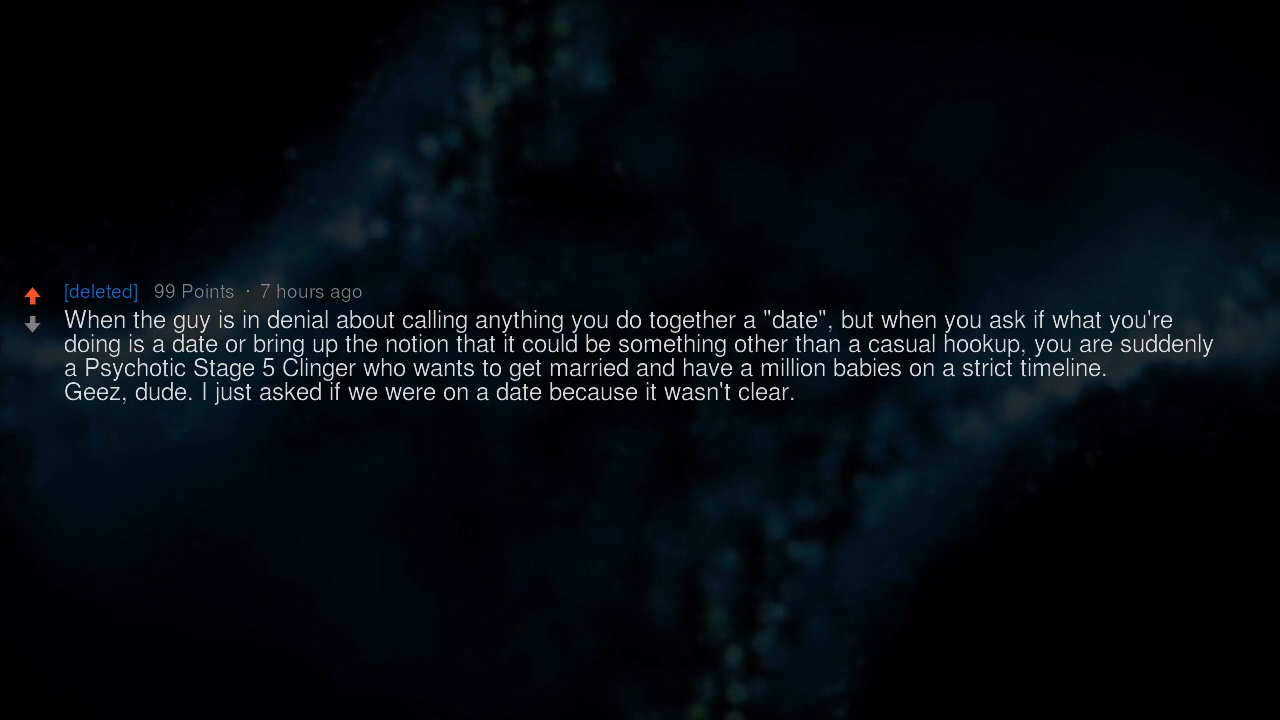 [deleted] 99 Points · 7 hours ago
When the guy is in denial about calling anything you do together a "date", but when you ask if what you're
doing is a date or bring up the notion that it could be something other than a casual hookup, you are suddenly
a Psychotic Stage 5 Clinger who wants to get married and have a million babies on a strict timeline.
Geez, dude. I just asked if we were on a date because it wasn't clear.